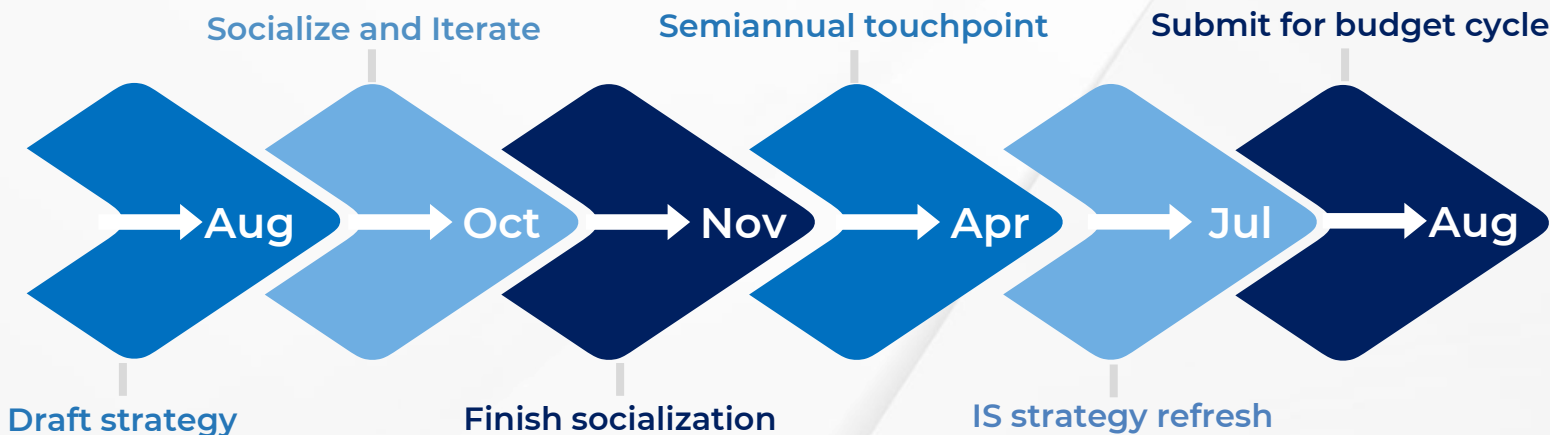 Socialize and Iterate
Semiannual touchpoint
Submit for budget cycle
Aug
Oct
Nov
Apr
Jul
Aug
Draft strategy
Finish socialization
IS strategy refresh